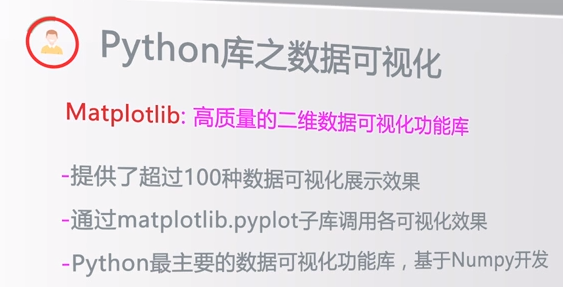 Python库之数据可视化
Matplotlib: 高质量的二维数据可视化功能库
-提供了超过100种数据可视化展示效果
-通过matplotlib.pyplot子库调用各可视化效果
-Python最主要的数据可视化功能库，基于Numpy开发